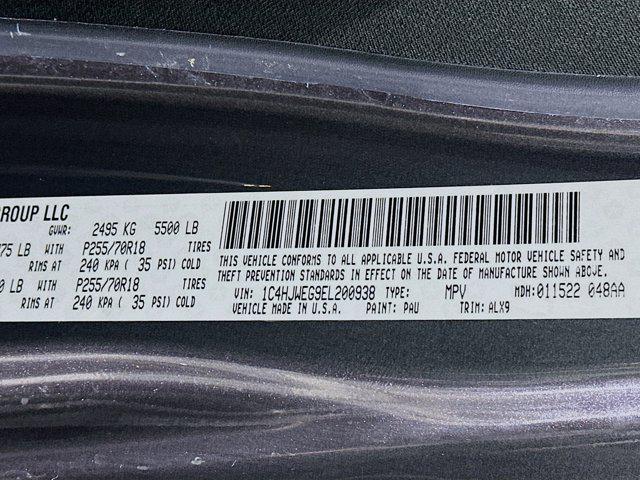 GROUP LLC
GVWR: 2495 KG 5500 LB
75 LB WITH P255/70R18 TIRES
RIMS AT 240 KPA ( 35 PSI) COLD
0 LB WITH P255/70R18 TIRES
RIMS AT 240 KPA ( 35 PSI) COLD
THIS VEHICLE CONFORMS TO ALL APPLICABLE U.S.A. FEDERAL MOTOR VEHICLE SAFETY AND
THEFT PREVENTION STANDARDS IN EFFECT ON THE DATE OF MANUFACTURE SHOWN ABOVE.
VIN: 1C4HJWEG9EL200938 TYPE: MPV MDH:011522 048AA
VEHICLE MADE IN U.S.A. PAINT: PAU TRIM: ALX9